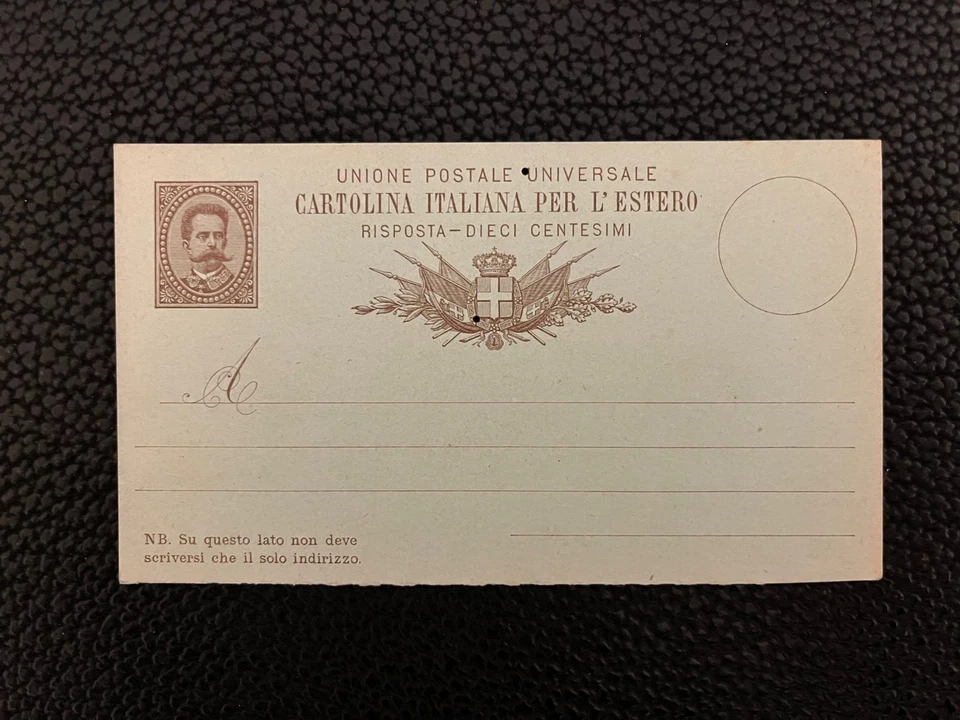 UNIONE POSTALE UNIVERSALE
CARTOLINA ITALIANA PER L'ESTERO
RISPOSTA—DIECI CENTESIMI
A
NB. Su questo lato non deve
scriversi che il solo indirizzo.